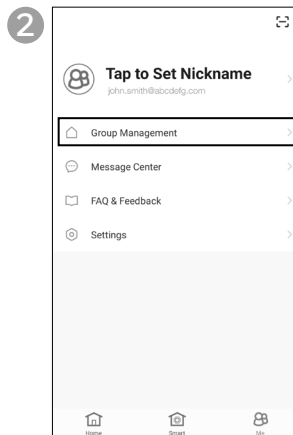 2
Tap to Set Nickname
john.smith@abcdefg.com
Group Management
Message Center
FAQ & Feedback
Settings
Home Smart Me